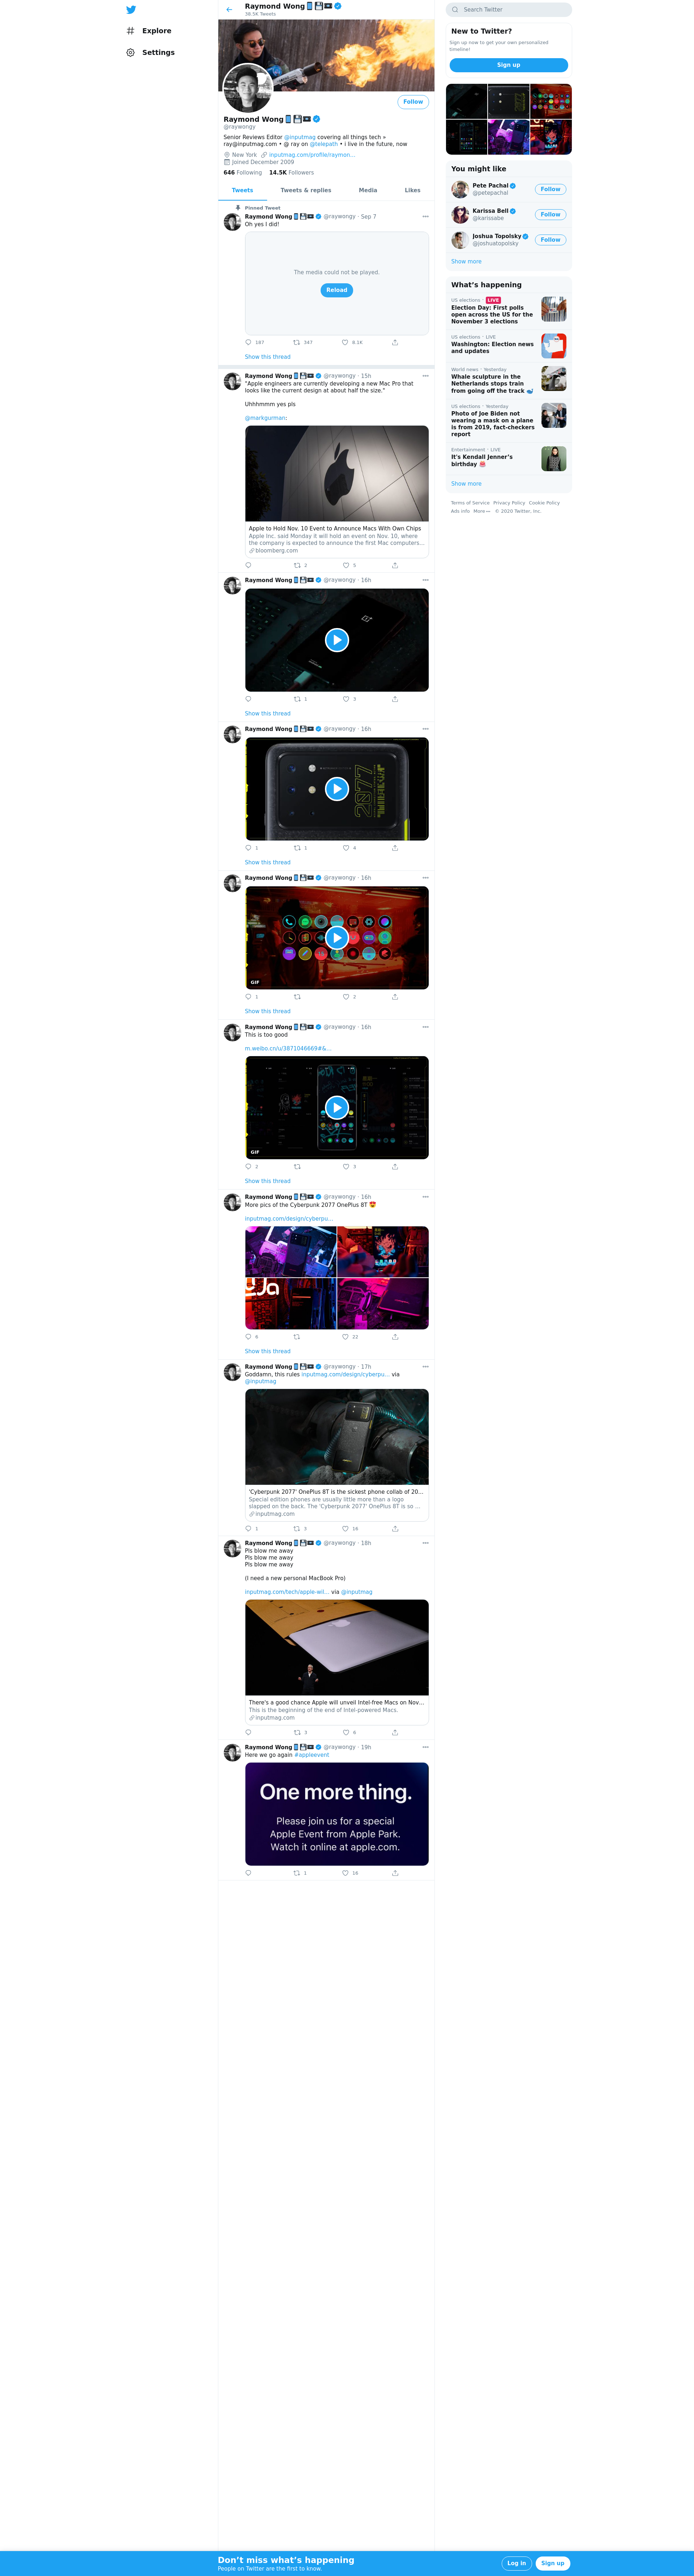 Explore
Settings
Raymond Wong
38.5K Tweets
Follow
Raymond Wong
@raywongy
Senior Reviews Editor @inputmag covering all things tech »
ray@inputmag.com • @ ray on @telepath • i live in the future, now
New York inputmag.com/profile/raymon…
Joined December 2009
646 Following 14.5K Followers
Tweets Tweets & replies Media Likes
Pinned Tweet
Raymond Wong @raywongy · Sep 7
Oh yes I did!
The media could not be played.
Reload
187 347 8.1K
Show this thread
Raymond Wong @raywongy · 15h
"Apple engineers are currently developing a new Mac Pro that
looks like the current design at about half the size."
Uhhhmmm yes pls
@markgurman:
Apple to Hold Nov. 10 Event to Announce Macs With Own Chips
Apple Inc. said Monday it will hold an event on Nov. 10, where
the company is expected to announce the first Mac computers…
bloomberg.com
2 5
Raymond Wong @raywongy · 16h
1 3
Show this thread
Raymond Wong @raywongy · 16h
2077
1 1 4
Show this thread
Raymond Wong @raywongy · 16h
GIF
1 2
Show this thread
Raymond Wong @raywongy · 16h
This is too good
m.weibo.cn/u/3871046669#&…
GIF
2 3
Show this thread
Raymond Wong @raywongy · 16h
More pics of the Cyberpunk 2077 OnePlus 8T 😍
inputmag.com/design/cyberpu…
6 22
Show this thread
Raymond Wong @raywongy · 17h
Goddamn, this rules inputmag.com/design/cyberpu… via
@inputmag
'Cyberpunk 2077' OnePlus 8T is the sickest phone collab of 20…
Special edition phones are usually little more than a logo
slapped on the back. The 'Cyberpunk 2077' OnePlus 8T is so …
inputmag.com
1 3 16
Raymond Wong @raywongy · 18h
Pls blow me away
Pls blow me away
Pls blow me away
(I need a new personal MacBook Pro)
inputmag.com/tech/apple-wil… via @inputmag
There's a good chance Apple will unveil Intel-free Macs on Nov…
This is the beginning of the end of Intel-powered Macs.
inputmag.com
3 6
Raymond Wong @raywongy · 19h
Here we go again #appleevent
One more thing.
Please join us for a special
Apple Event from Apple Park.
Watch it online at apple.com.
1 16
Search Twitter
New to Twitter?
Sign up now to get your own personalized
timeline!
Sign up
You might like
Pete Pachal
@petepachal
Follow
Karissa Bell
@karissabe
Follow
Joshua Topolsky
@joshuatopolsky
Follow
Show more
What's happening
US elections · LIVE
Election Day: First polls
open across the US for the
November 3 elections
US elections · LIVE
Washington: Election news
and updates
World news · Yesterday
Whale sculpture in the
Netherlands stops train
from going off the track 🐋
US elections · Yesterday
Photo of Joe Biden not
wearing a mask on a plane
is from 2019, fact-checkers
report
Entertainment · LIVE
It's Kendall Jenner's
birthday 🎂
Show more
Terms of Service Privacy Policy Cookie Policy
Ads info More © 2020 Twitter, Inc.
Don't miss what's happening
People on Twitter are the first to know.
Log in Sign up